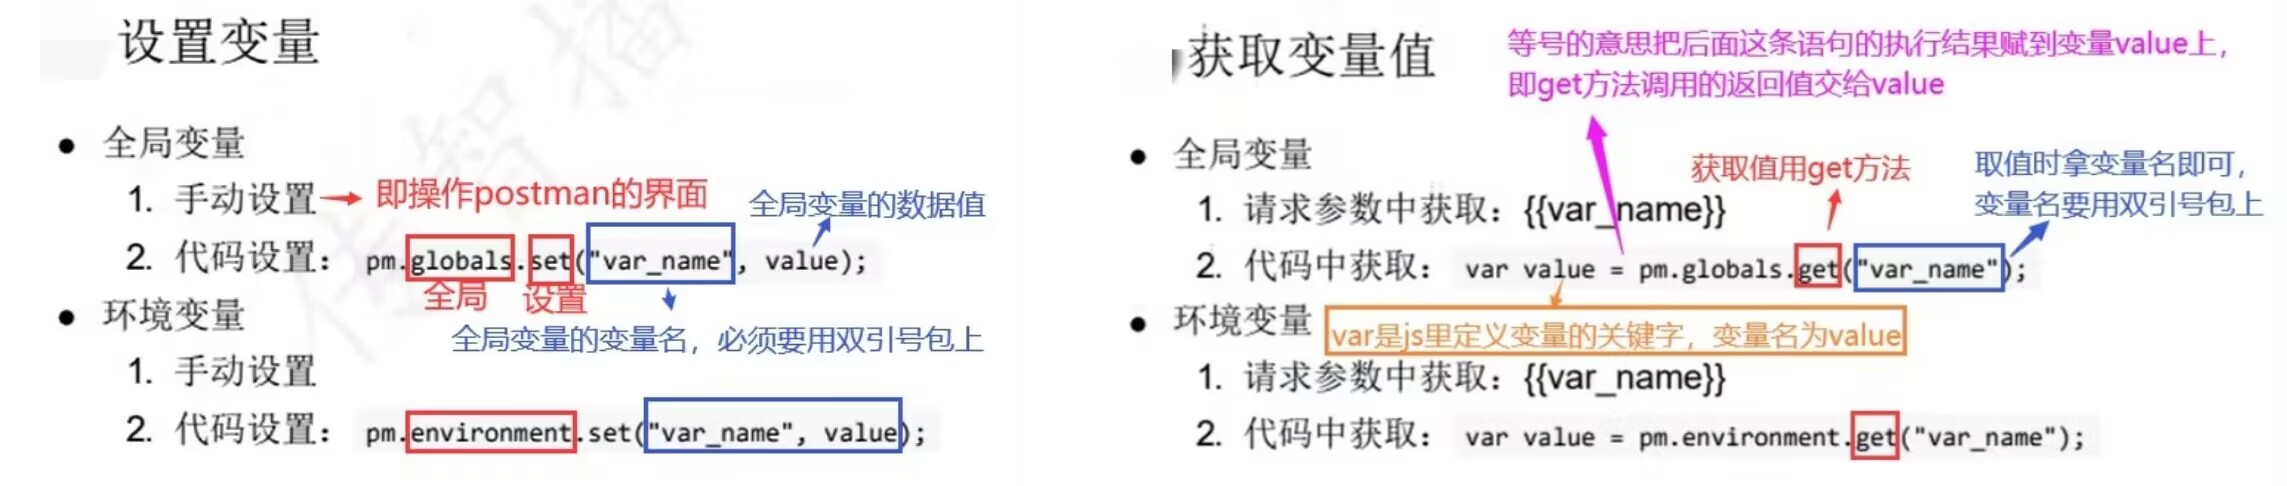 设置变量
全局变量
1. 手动设置
即操作postman的界面
全局变量的数据值
2. 代码设置： pm.globals.set("var_name", value);
全局
设置
全局变量的变量名，必须要用双引号包上
环境变量
1. 手动设置
2. 代码设置： pm.environment.set("var_name", value);
传智播
获取变量值
等号的意思把后面这条语句的执行结果赋到变量value上，
即get方法调用的返回值交给value
全局变量
获取值用get方法
取值时拿变量名即可，
变量名要用双引号包上
1. 请求参数中获取：{{var_name}}
2. 代码中获取： var value = pm.globals.get("var_name");
环境变量
var是js里定义变量的关键字，变量名为value
1. 请求参数中获取：{{var_name}}
2. 代码中获取： var value = pm.environment.get("var_name");